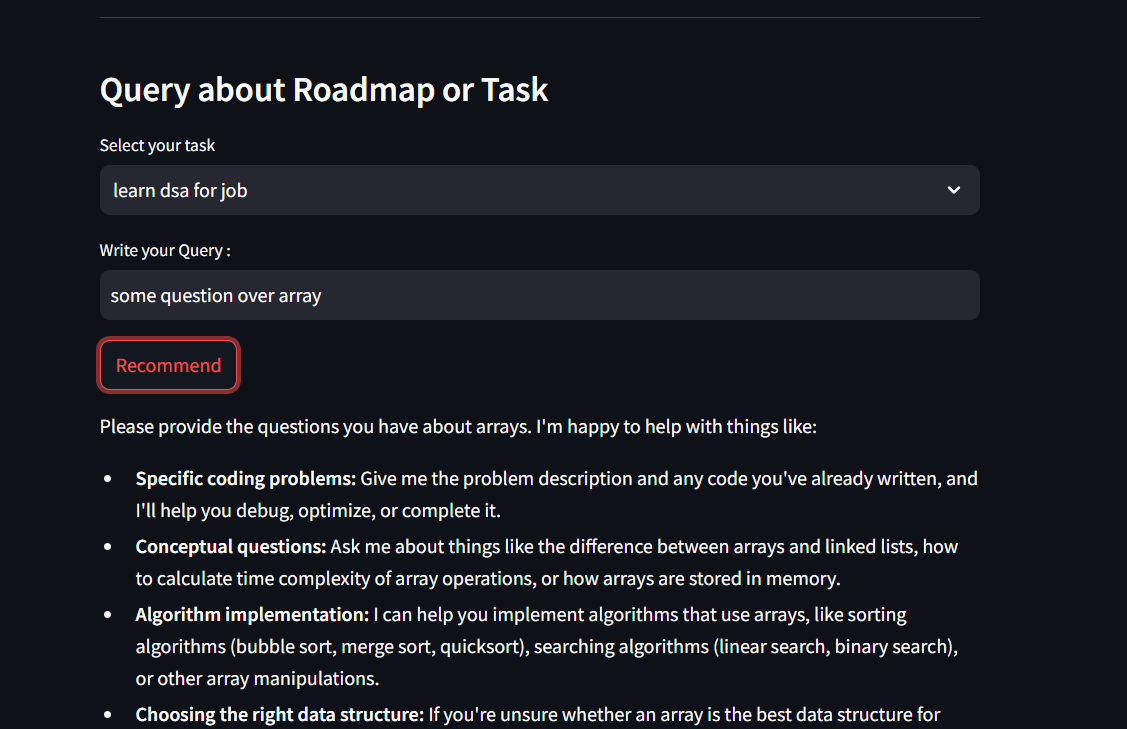 Query about Roadmap or Task
Select your task
learn dsa for job
Write your Query :
some question over array
Recommend
Please provide the questions you have about arrays. I'm happy to help with things like:
• Specific coding problems: Give me the problem description and any code you've already written, and
I'll help you debug, optimize, or complete it.
• Conceptual questions: Ask me about things like the difference between arrays and linked lists, how
to calculate time complexity of array operations, or how arrays are stored in memory.
• Algorithm implementation: I can help you implement algorithms that use arrays, like sorting
algorithms (bubble sort, merge sort, quicksort), searching algorithms (linear search, binary search),
or other array manipulations.
• Choosing the right data structure: If you're unsure whether an array is the best data structure for